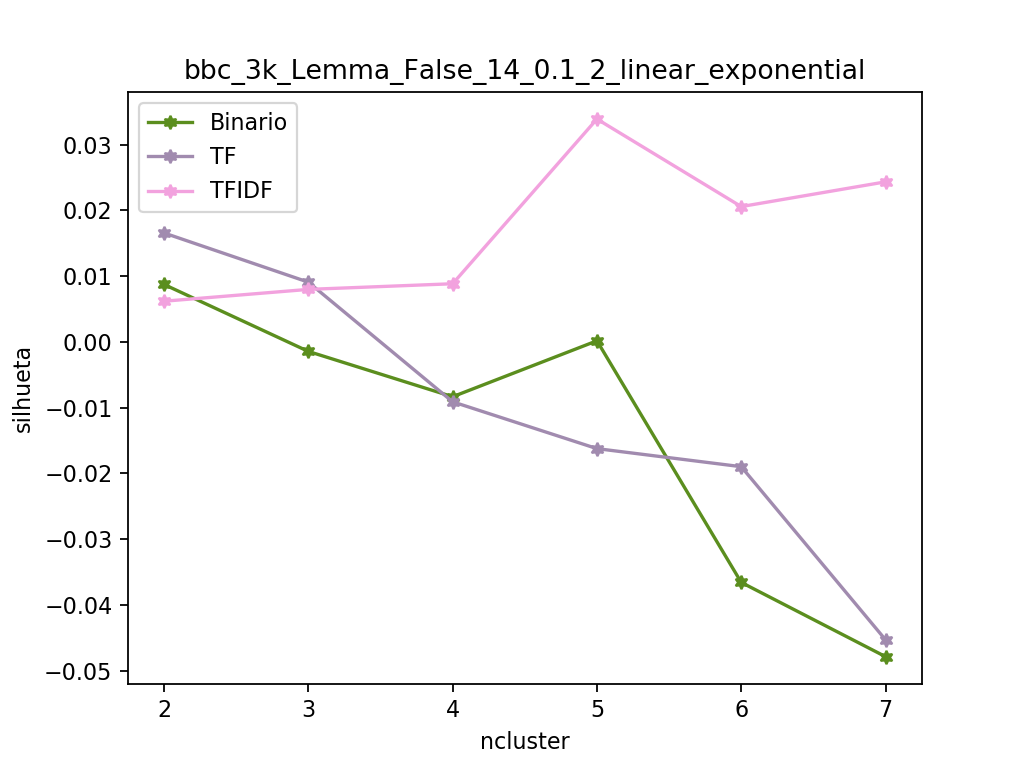 bbc_3k_Lemma_False_14_0.1_2_linear_exponential
Binario
TF
TFIDF
0.03
0.02
0.01
0.00
−0.01
−0.02
−0.03
−0.04
−0.05
silhueta
2 3 4 5 6 7
ncluster